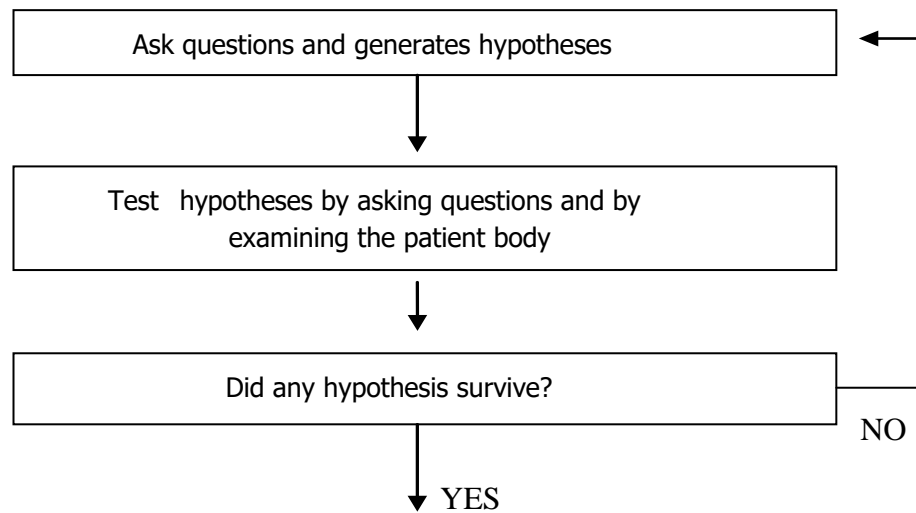 Ask questions and generates hypotheses
Test hypotheses by asking questions and by
examining the patient body
Did any hypothesis survive?
NO
YES